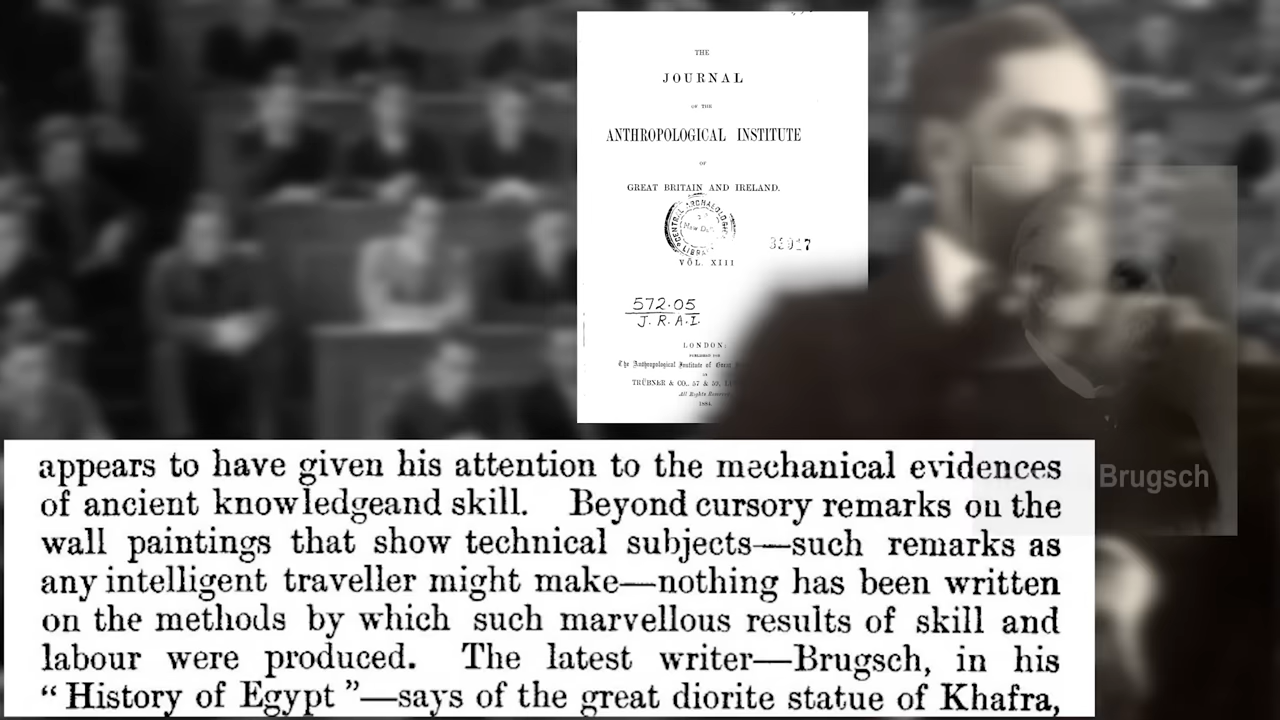 THE
JOURNAL
OF THE
ANTHROPOLOGICAL INSTITUTE
OF
GREAT BRITAIN AND IRELAND.
CENTRAL ARCHAEOLOGIC
New
LIBRA
VOL. XIII
572.05
J. R. A. I.
LONDON:
PUBLISHED FOR
The Anthropological Institute of Great
BY
TRÜBNER & CO., 57 & 59,
All Rights
1884.
appears to have given his attention to the mechanical evidences
of ancient knowledgeand skill. Beyond cursory remarks on the
wall paintings that show technical subjects—such remarks as
any intelligent traveller might make—nothing has been written
on the methods by which such marvellous results of skill and
labour were produced. The latest writer—Brugsch, in his
“History of Egypt”—says of the great diorite statue of Khafra,
Brugsch